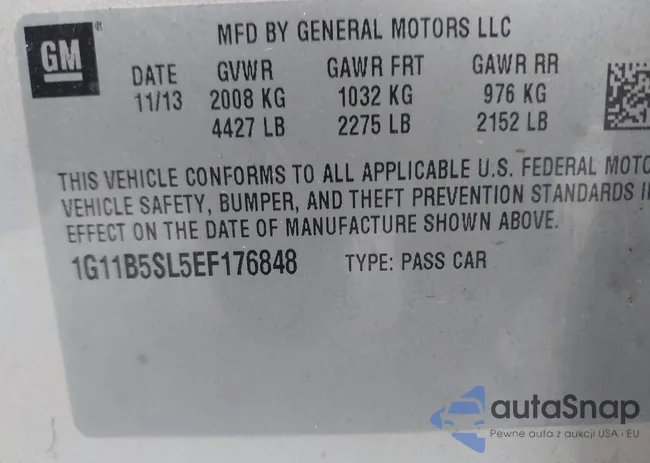 GM®
MFD BY GENERAL MOTORS LLC
DATE GVWR GAWR FRT GAWR RR
11/13 2008 KG 1032 KG 976 KG
4427 LB 2275 LB 2152 LB
THIS VEHICLE CONFORMS TO ALL APPLICABLE U.S. FEDERAL MOTO
VEHICLE SAFETY, BUMPER, AND THEFT PREVENTION STANDARDS I
EFFECT ON THE DATE OF MANUFACTURE SHOWN ABOVE.
1G11B5SL5EF176848 TYPE: PASS CAR
autaSnap
Pewne auta z aukcji USA i EU